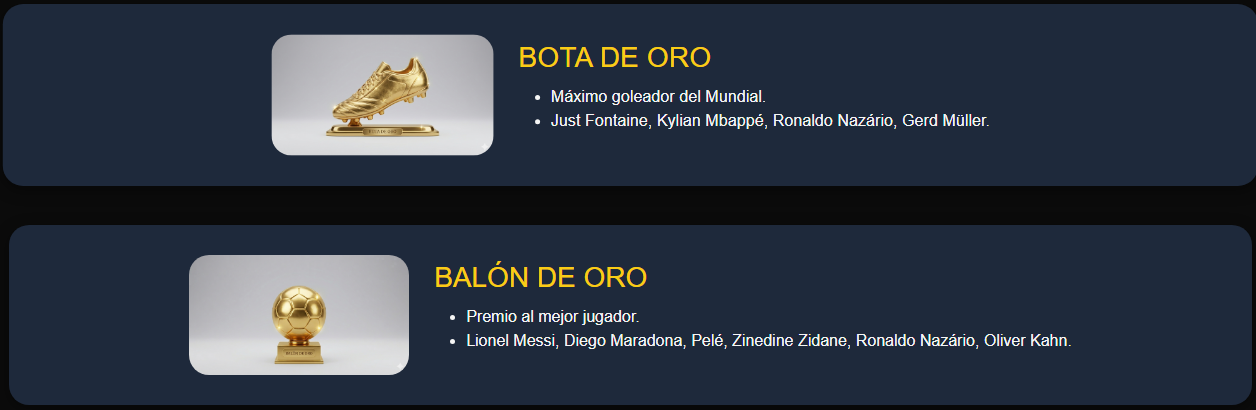 BOTA DE ORO
• Máximo goleador del Mundial.
• Just Fontaine, Kylian Mbappé, Ronaldo Nazário, Gerd Müller.
BALÓN DE ORO
• Premio al mejor jugador.
• Lionel Messi, Diego Maradona, Pelé, Zinedine Zidane, Ronaldo Nazário, Oliver Kahn.